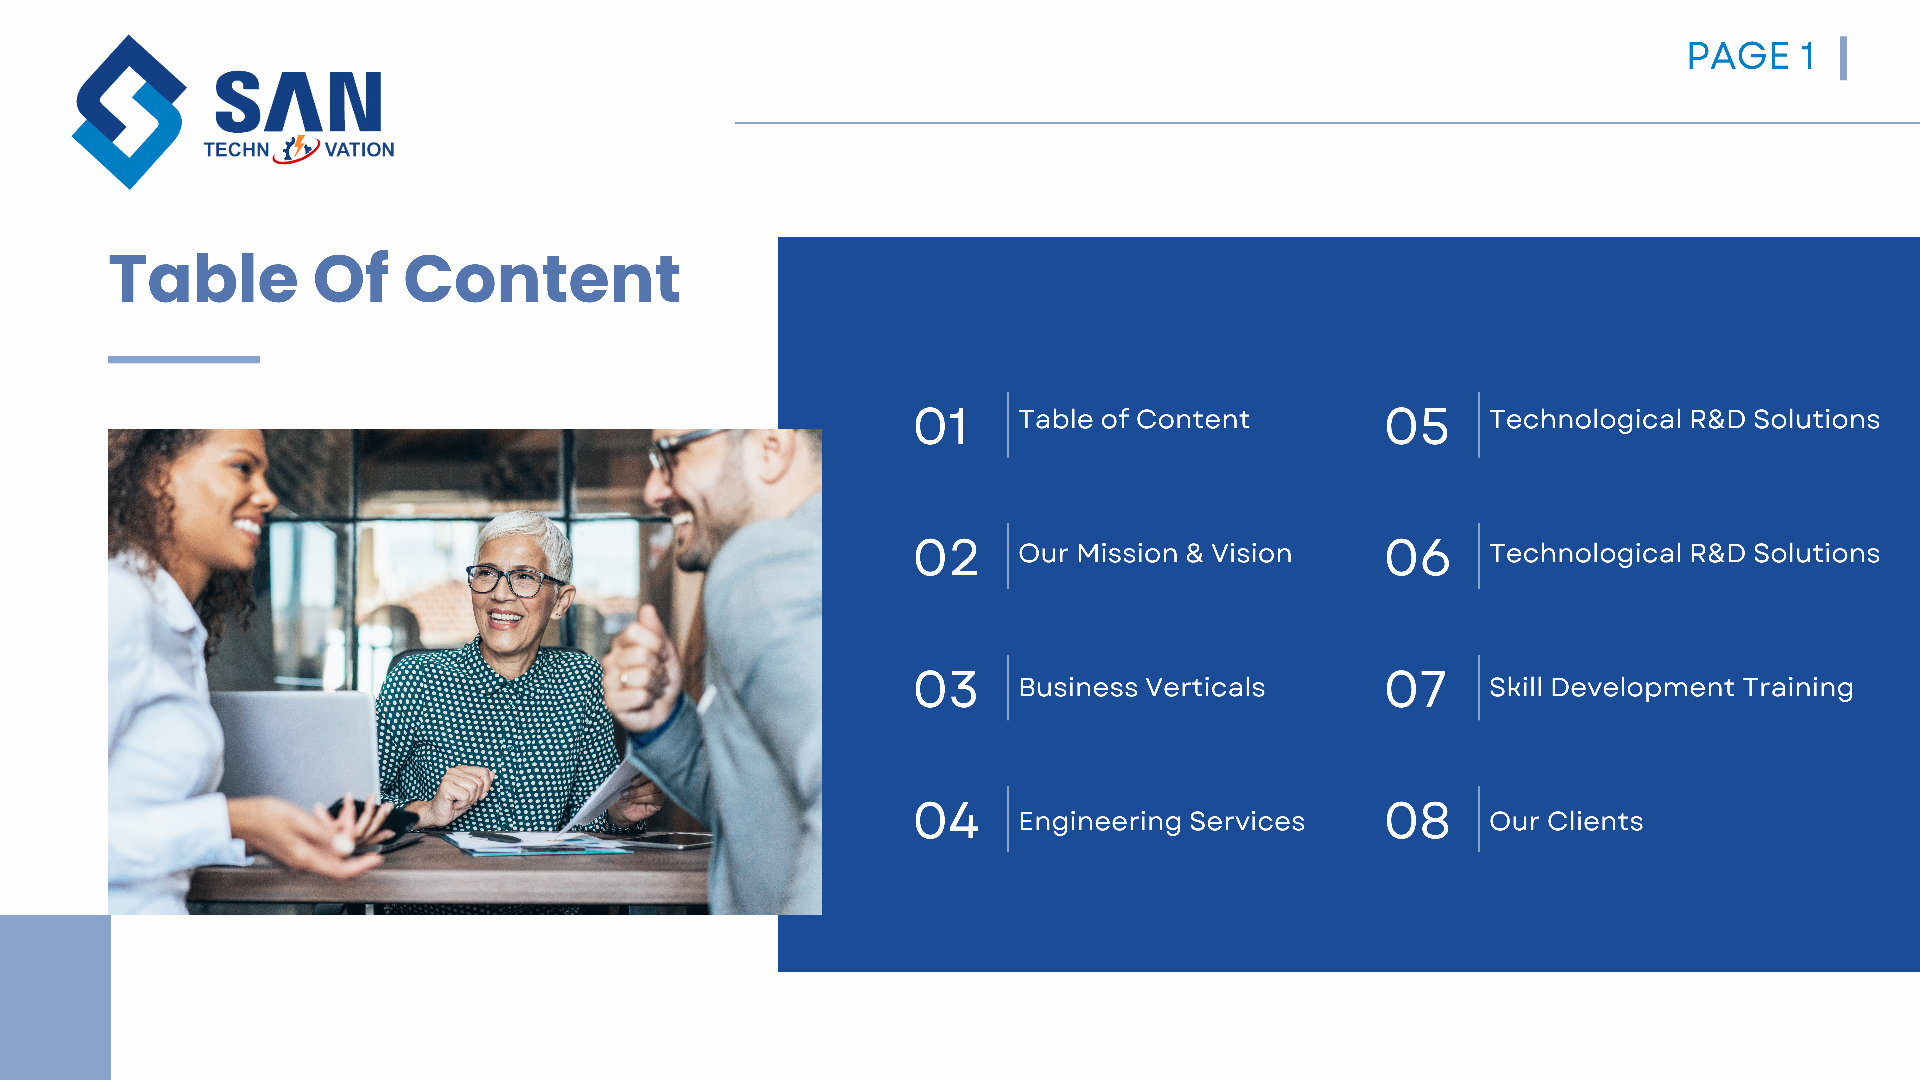 SAN
TECHN VATION
PAGE 1
Table Of Content
01 Table of Content
02 Our Mission & Vision
03 Business Verticals
04 Engineering Services
05 Technological R&D Solutions
06 Technological R&D Solutions
07 Skill Development Training
08 Our Clients